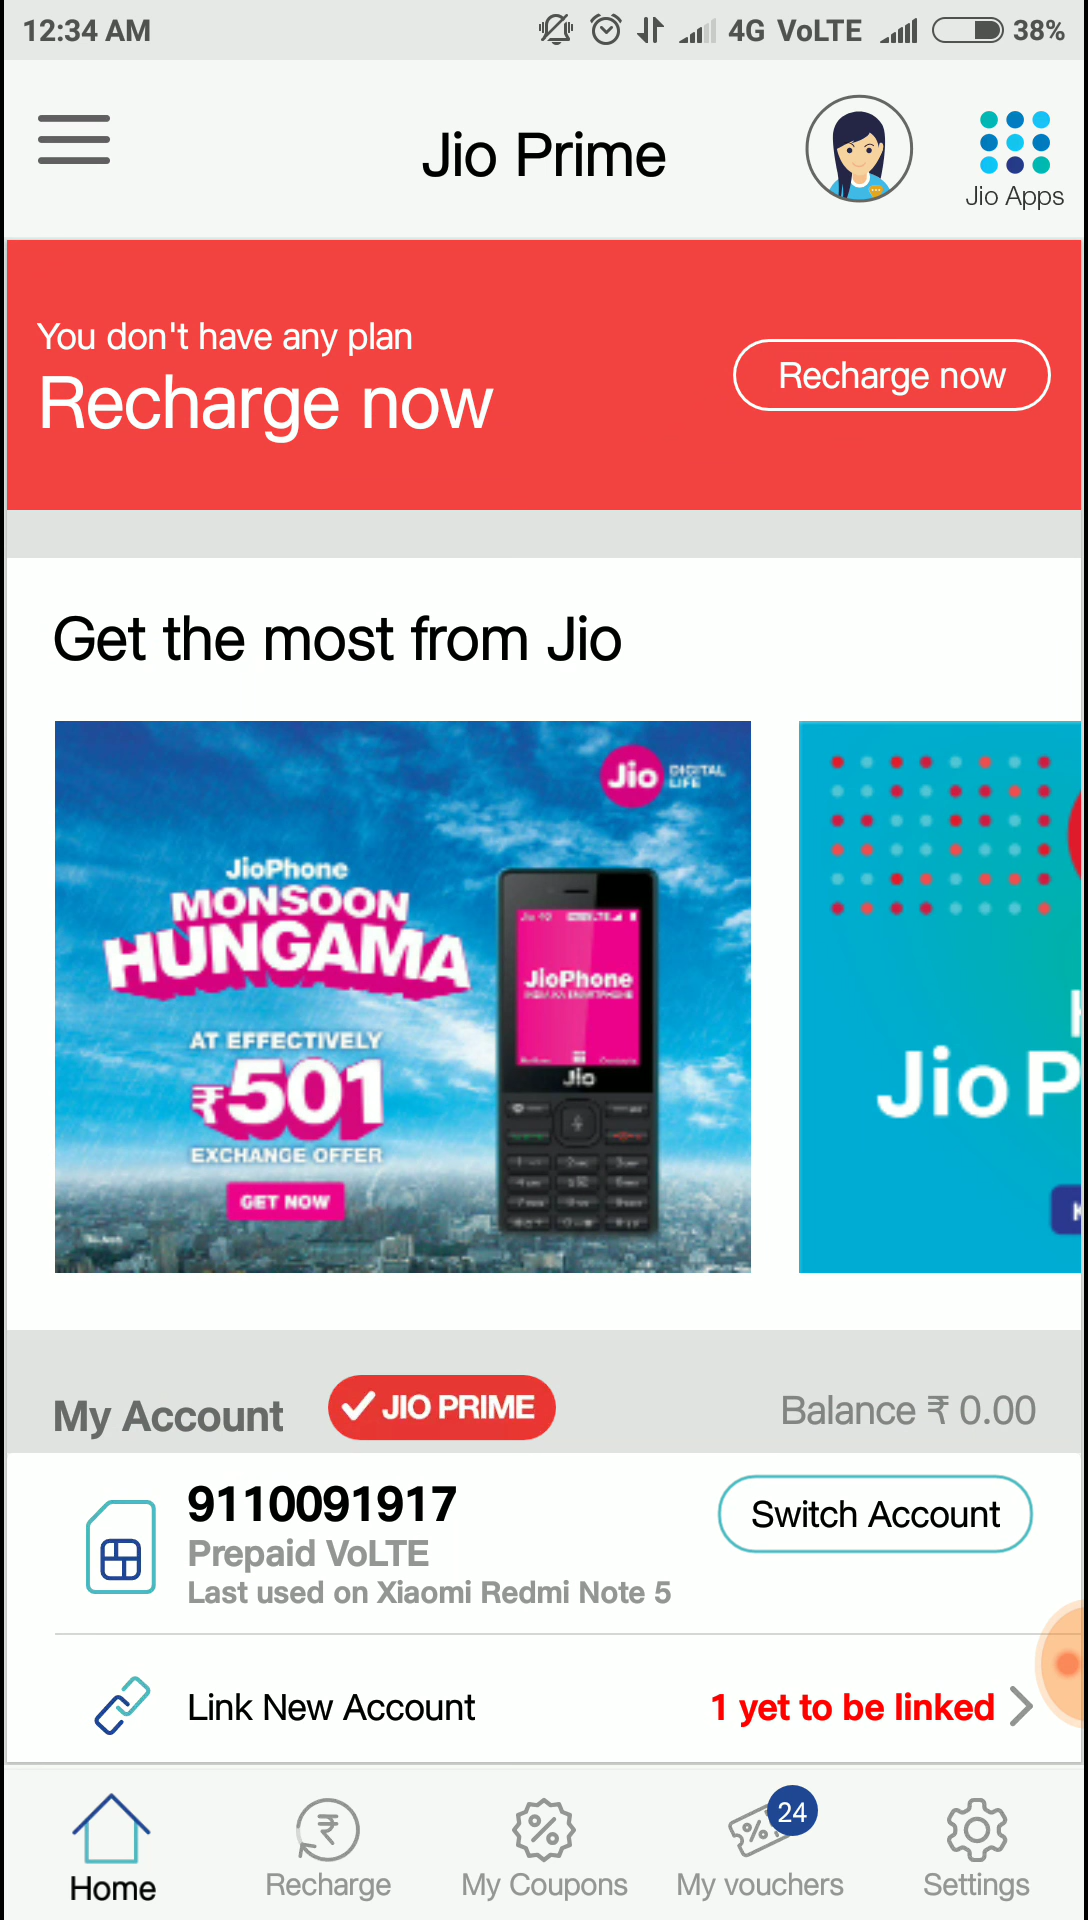 12:34 AM 4G VoLTE 38%
Jio Prime
Jio Apps
You don't have any plan
Recharge now
Recharge now
Get the most from Jio
Jio DIGITAL LIFE
JioPhone
MONSOON
HUNGAMA
AT EFFECTIVELY
₹501
EXCHANGE OFFER
GET NOW
JioPhone
Jio
Jio P
My Account
JIO PRIME
Balance ₹ 0.00
9110091917
Switch Account
Prepaid VoLTE
Last used on Xiaomi Redmi Note 5
Link New Account
1 yet to be linked
24
Home
Recharge
My Coupons
My vouchers
Settings